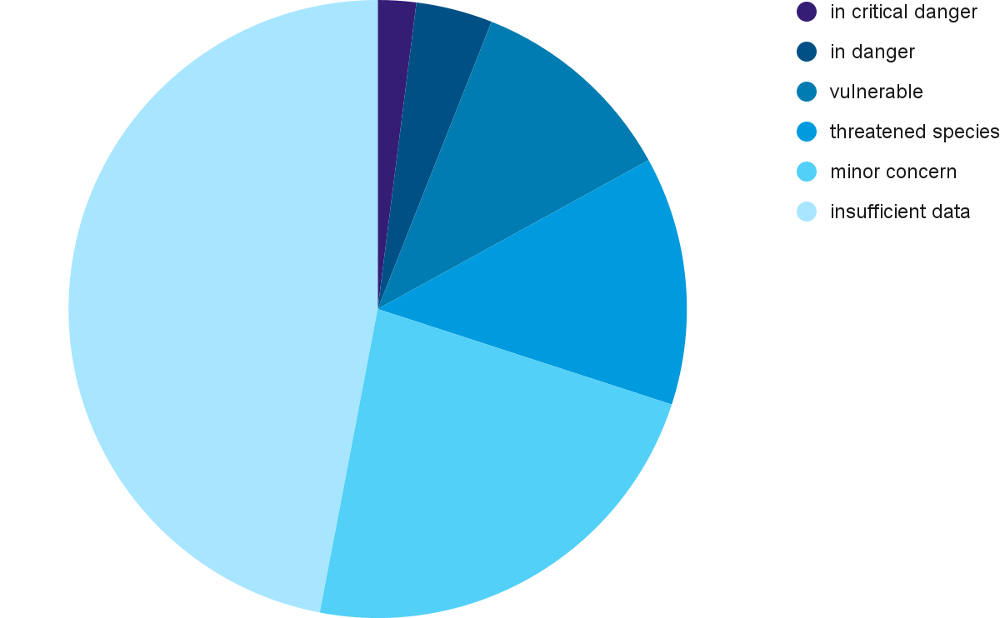 in critical danger
in danger
vulnerable
threatened species
minor concern
insufficient data